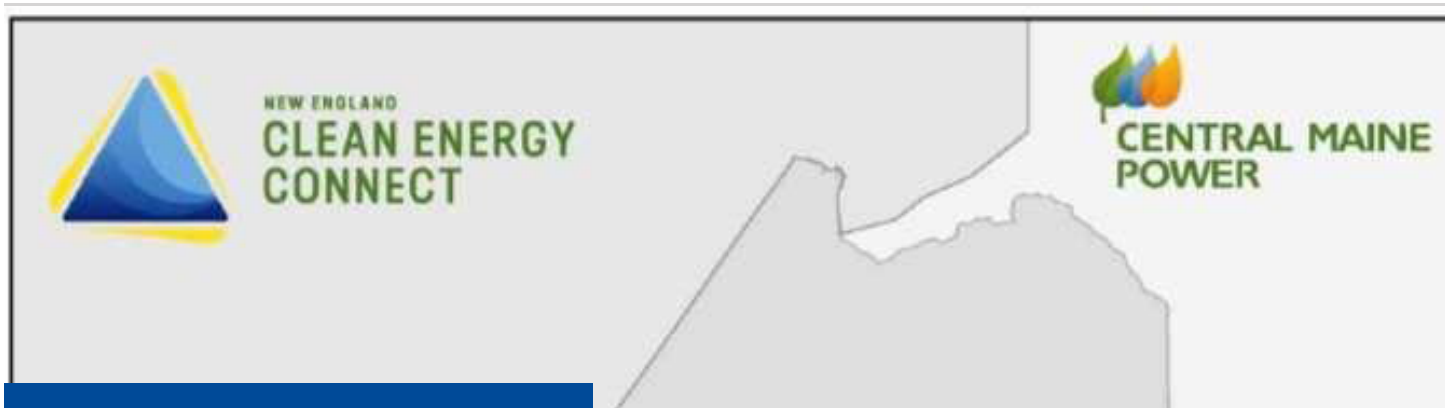 NEW ENGLAND
CLEAN ENERGY
CONNECT
CENTRAL MAINE
POWER